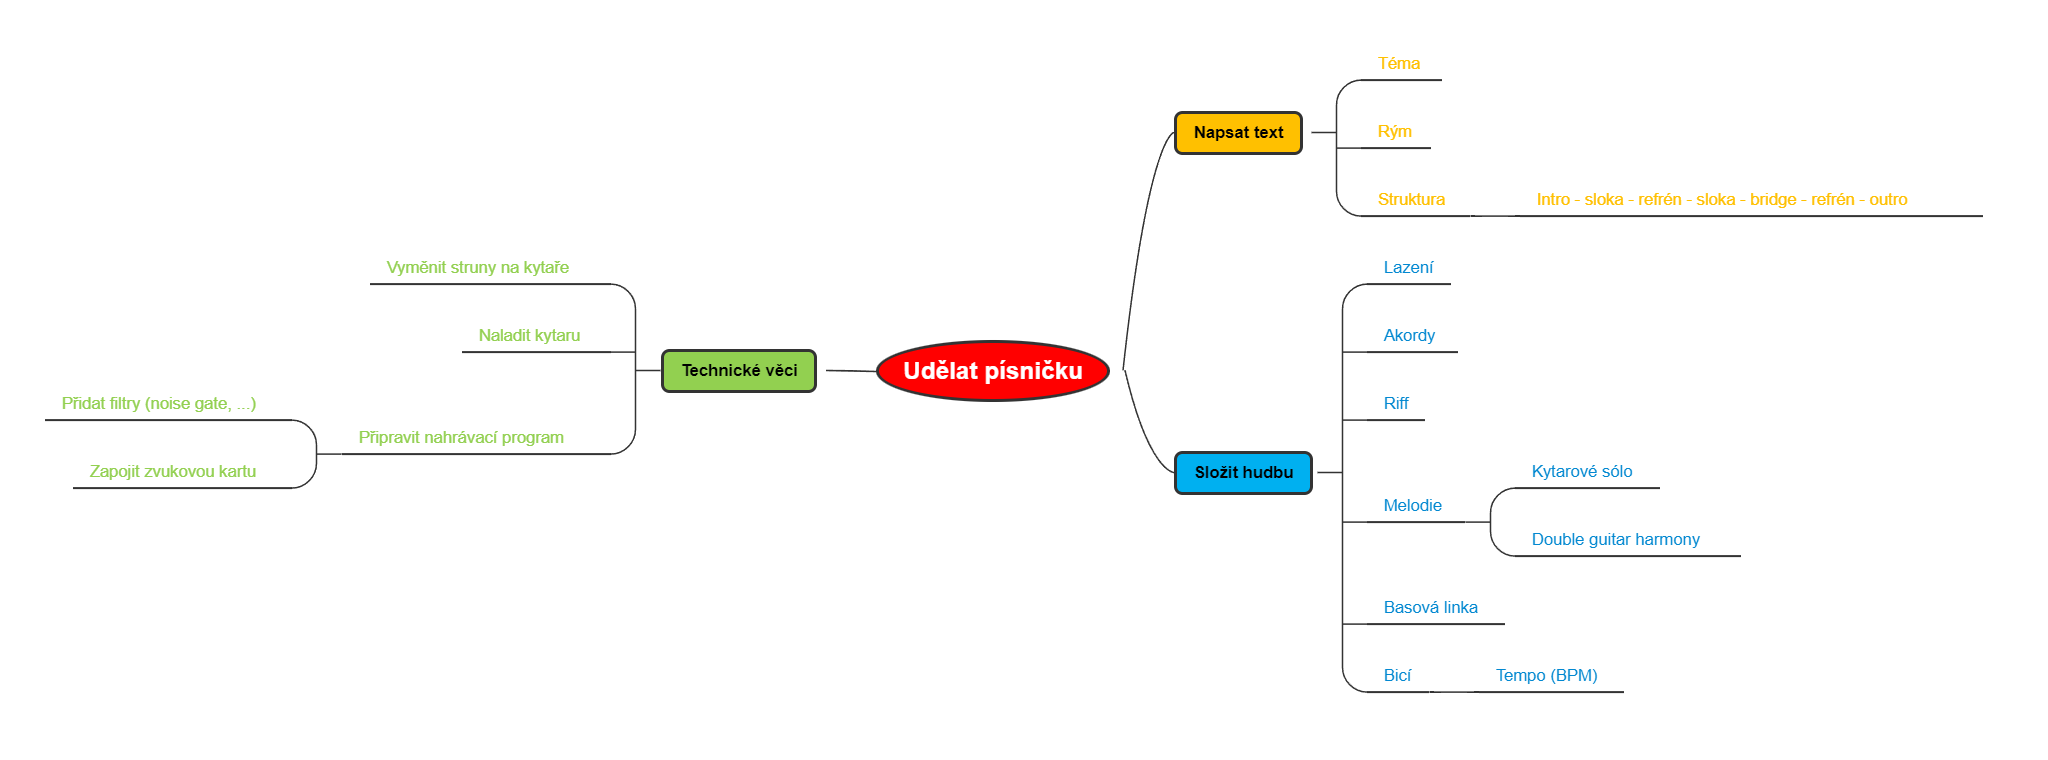 Udělat písničku
Napsat text
Téma
Rým
Struktura
Intro - sloka - refrén - sloka - bridge - refrén - outro
Složit hudbu
Lazení
Akordy
Riff
Melodie
Kytarové sólo
Double guitar harmony
Basová linka
Bicí
Tempo (BPM)
Technické věci
Vyměnit struny na kytaře
Naladit kytaru
Připravit nahrávací program
Přidat filtry (noise gate, ...)
Zapojit zvukovou kartu